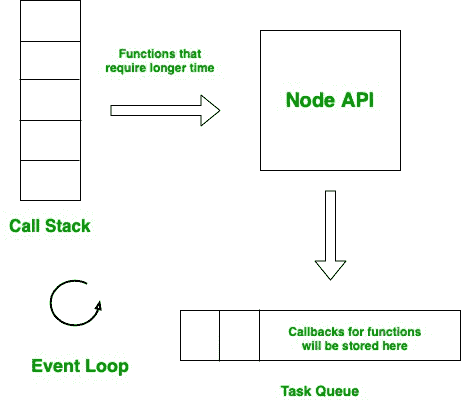 Functions that
require longer time
Node API
Call Stack
Event Loop
Callbacks for functions
will be stored here
Task Queue